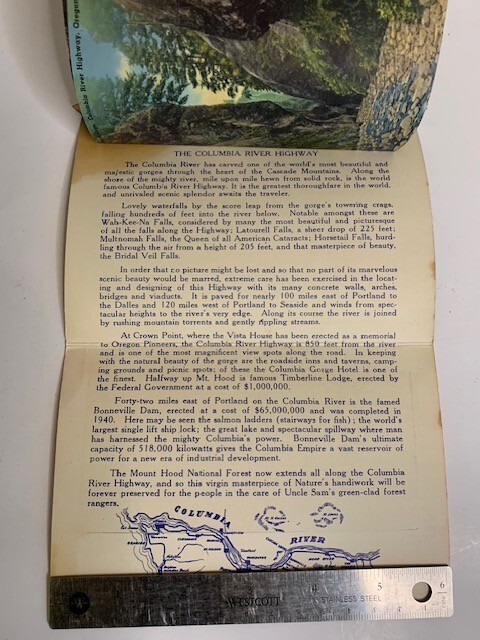 Columbia River Highway, Oregon
THE COLUMBIA RIVER HIGHWAY
The Columbia River has carved one of the world's most beautiful and
majestic gorges through the heart of the Cascade Mountains. Along the
shore of the mighty river, mile upon mile hewn from solid rock, is the world
famous Columbia River Highway. It is the greatest thoroughfare in the world,
and unrivaled scenic splendor awaits the traveler.
Lovely waterfalls by the score leap from the gorge's towering crags,
falling hundreds of feet into the river below. Notable amongst these are
Wah-Kee-Na Falls, considered by many the most beautiful and picturesque
of all the falls along the Highway; Latourell Falls, a sheer drop of 225 feet;
Multnomah Falls, the Queen of all American Cataracts; Horsetail Falls, hurd-
ling through the air from a height of 205 feet, and that masterpiece of beauty,
the Bridal Veil Falls.
In order that no picture might be lost and so that no part of its marvelous
scenic beauty would be marred, extreme care has been exercised in the locat-
ing and designing of this Highway with its many concrete walls, arches,
bridges and viaducts. It is paved for nearly 100 miles east of Portland to
the Dalles and 120 miles west of Portland to Seaside and winds from spec-
tacular heights to the river's very edge. Along its course the river is joined
by rushing mountain torrents and gently rippling streams.
At Crown Point, where the Vista House has been erected as a memorial
to Oregon Pioneers, the Columbia River Highway is 850 feet from the river
and is one of the most magnificent view spots along the road. In keeping
with the natural beauty of the gorge are the roadside inns and taverns, camp-
ing grounds and picnic spots; of these the Columbia Gorge Hotel is one of
the finest. Halfway up Mt. Hood is famous Timberline Lodge, erected by
the Federal Government at a cost of $1,000,000.
Forty-two miles east of Portland on the Columbia River is the famed
Bonneville Dam, erected at a cost of $65,000,000 and was completed in
1940. Here may be seen the salmon ladders (stairways for fish); the world's
largest single lift ship lock; the great lake and spectacular spillway where man
has harnessed the mighty Columbia's power. Bonneville Dam's ultimate
capacity of 518,000 kilowatts gives the Columbia Empire a vast reservoir of
power for a new era of industrial development.
The Mount Hood National Forest now extends all along the Columbia
River Highway, and so this virgin masterpiece of Nature's handiwork will be
forever preserved for the people in the care of Uncle Sam's green-clad forest
rangers.
COLUMBIA
RIVER
WESTCOTT
STAINLESS STEEL
5
6